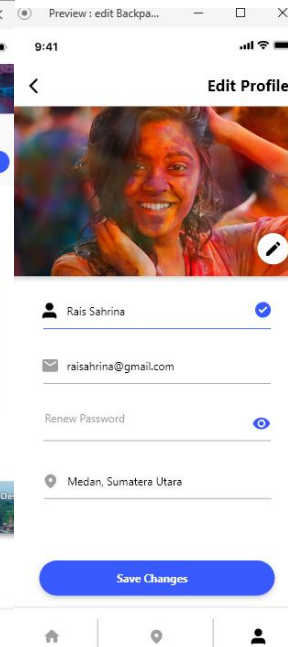 Preview : edit Backpa...
9:41
Edit Profile
Rais Sahrina
raisahrina@gmail.com
Renew Password
Medan, Sumatera Utara
De
Save Changes